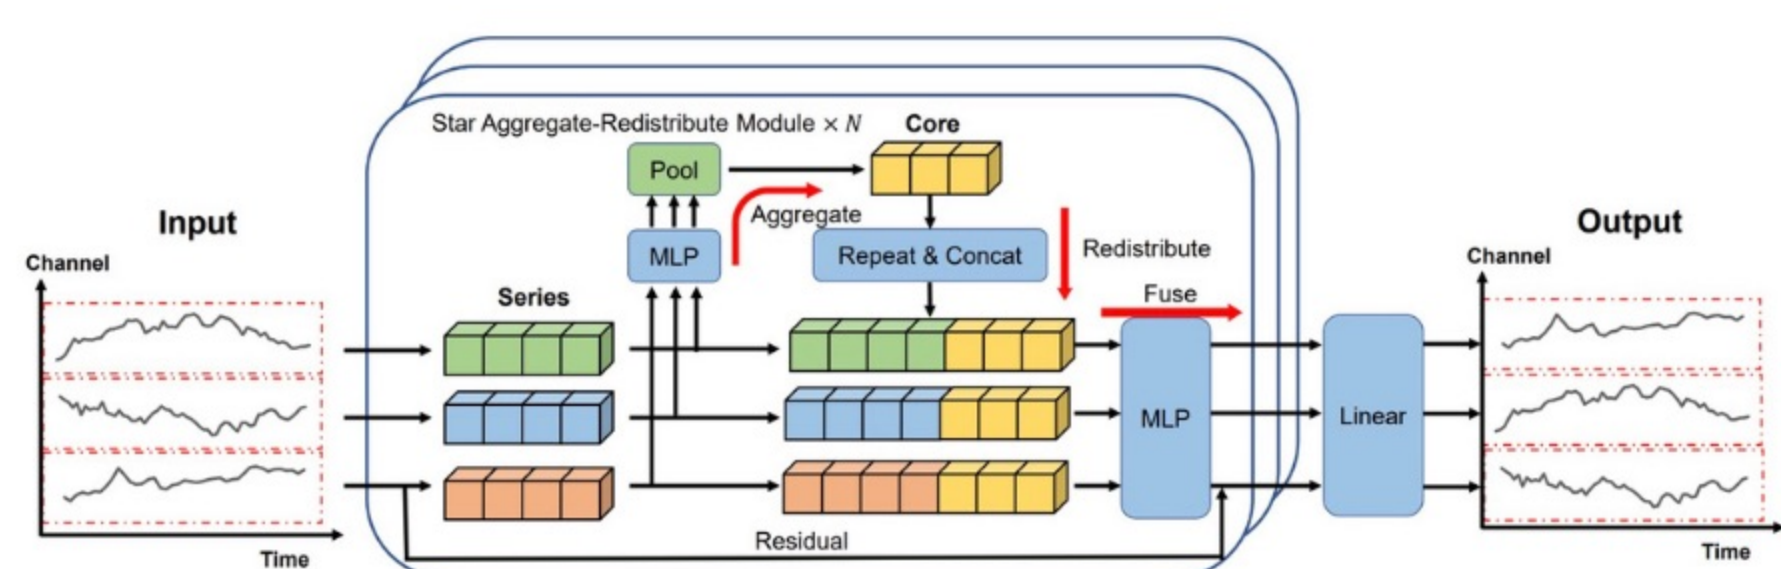 Star Aggregate-Redistribute Module × N
Core
Pool
Aggregate
MLP
Repeat & Concat
Redistribute
Fuse
Input
Channel
Series
Time
MLP
Residual
Linear
Output
Channel
Time